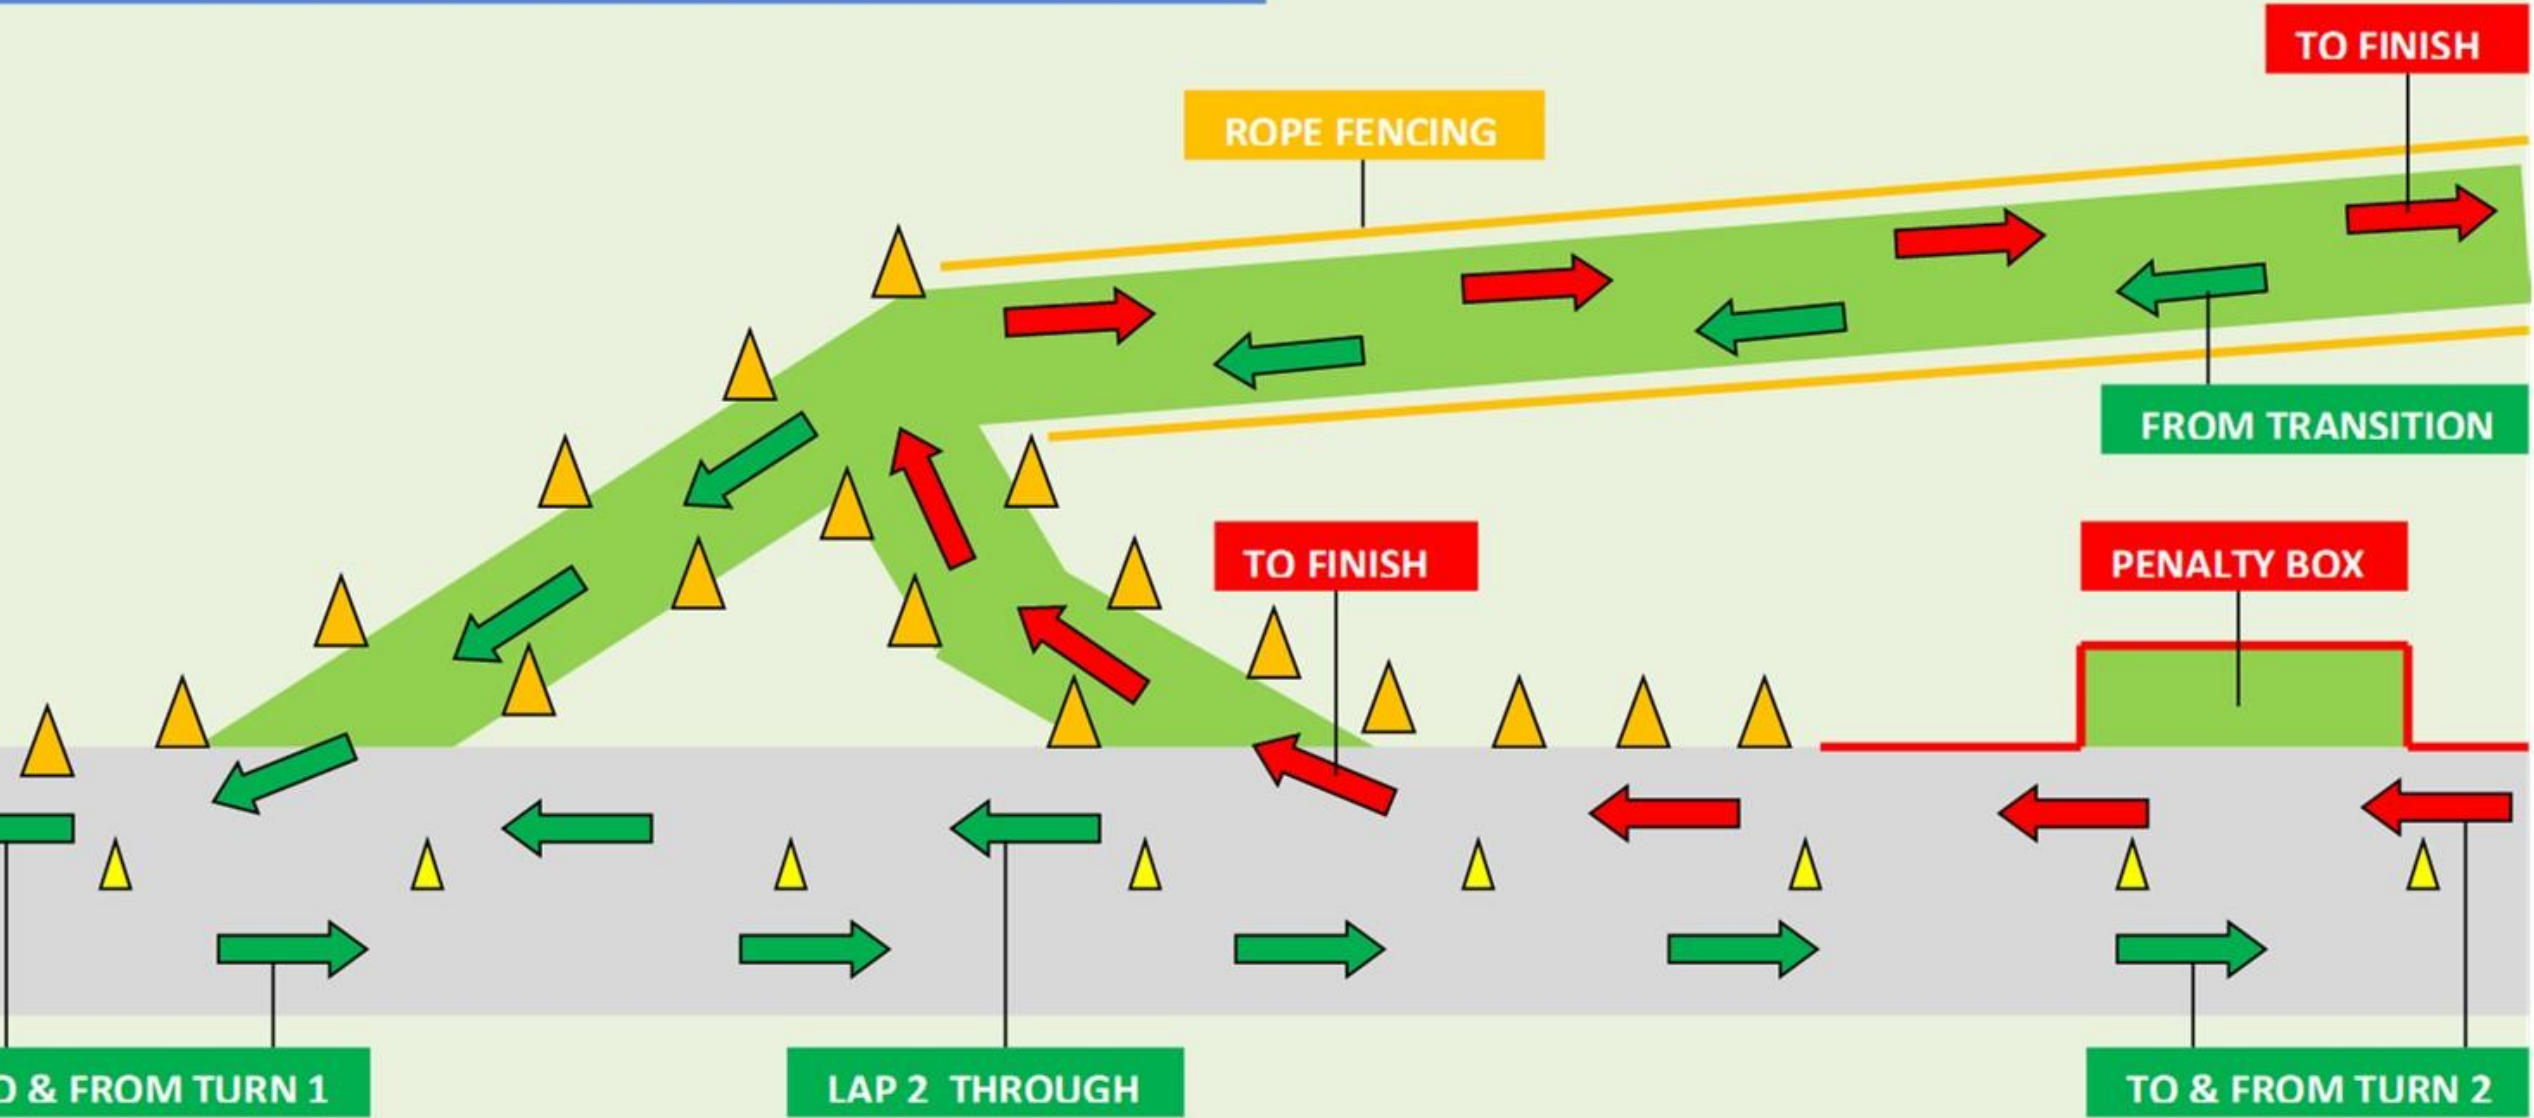 TO FINISH
ROPE FENCING
FROM TRANSITION
TO FINISH
PENALTY BOX
O & FROM TURN 1
LAP 2 THROUGH
TO & FROM TURN 2